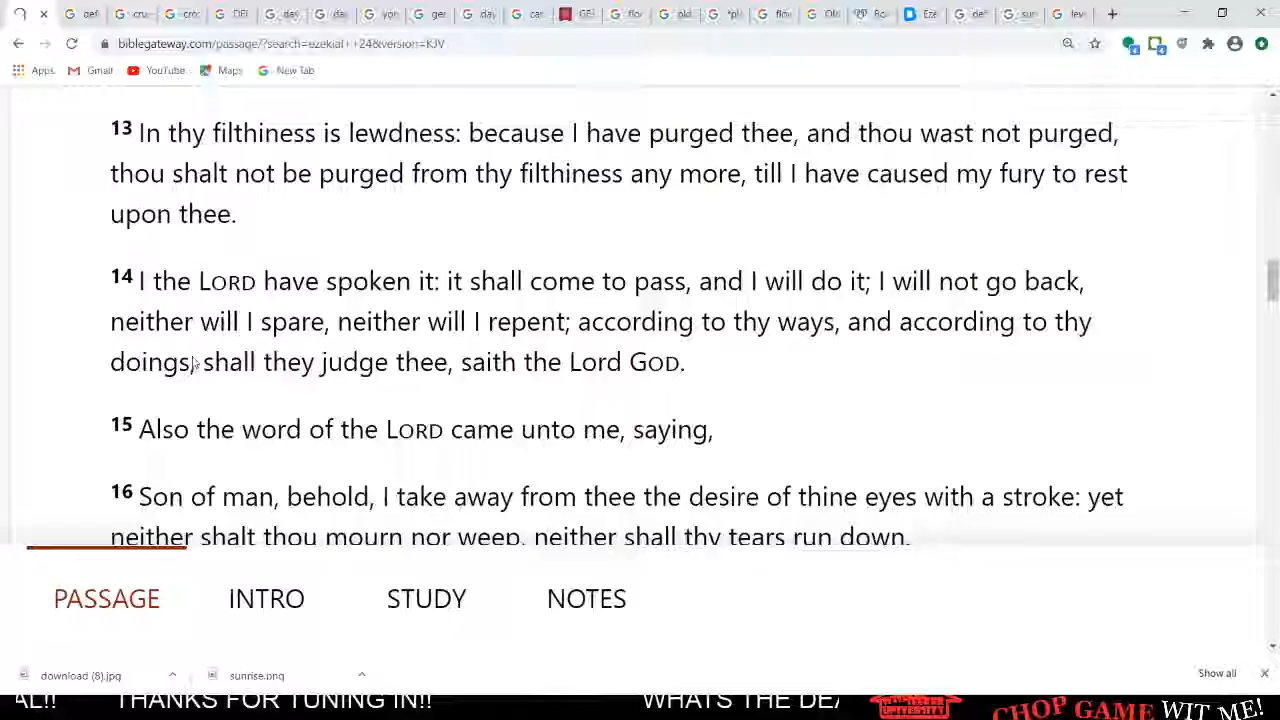 biblegateway.com/passage/?search=ezekial++24&version=KJV
Apps Gmail YouTube Maps New Tab
13 In thy filthiness is lewdness: because I have purged thee, and thou wast not purged,
thou shalt not be purged from thy filthiness any more, till I have caused my fury to rest
upon thee.
14 I the LORD have spoken it: it shall come to pass, and I will do it; I will not go back,
neither will I spare, neither will I repent; according to thy ways, and according to thy
doings, shall they judge thee, saith the Lord GOD.
15 Also the word of the LORD came unto me, saying,
16 Son of man, behold, I take away from thee the desire of thine eyes with a stroke: yet
neither shalt thou mourn nor weep, neither shall thy tears run down.
PASSAGE INTRO STUDY NOTES
download (8).jpg sunrise.png Show all
AL!! THANKS FOR TUNING IN!! WHATS THE DEA
UNIVERSITY CHOP GAME WIT ME!